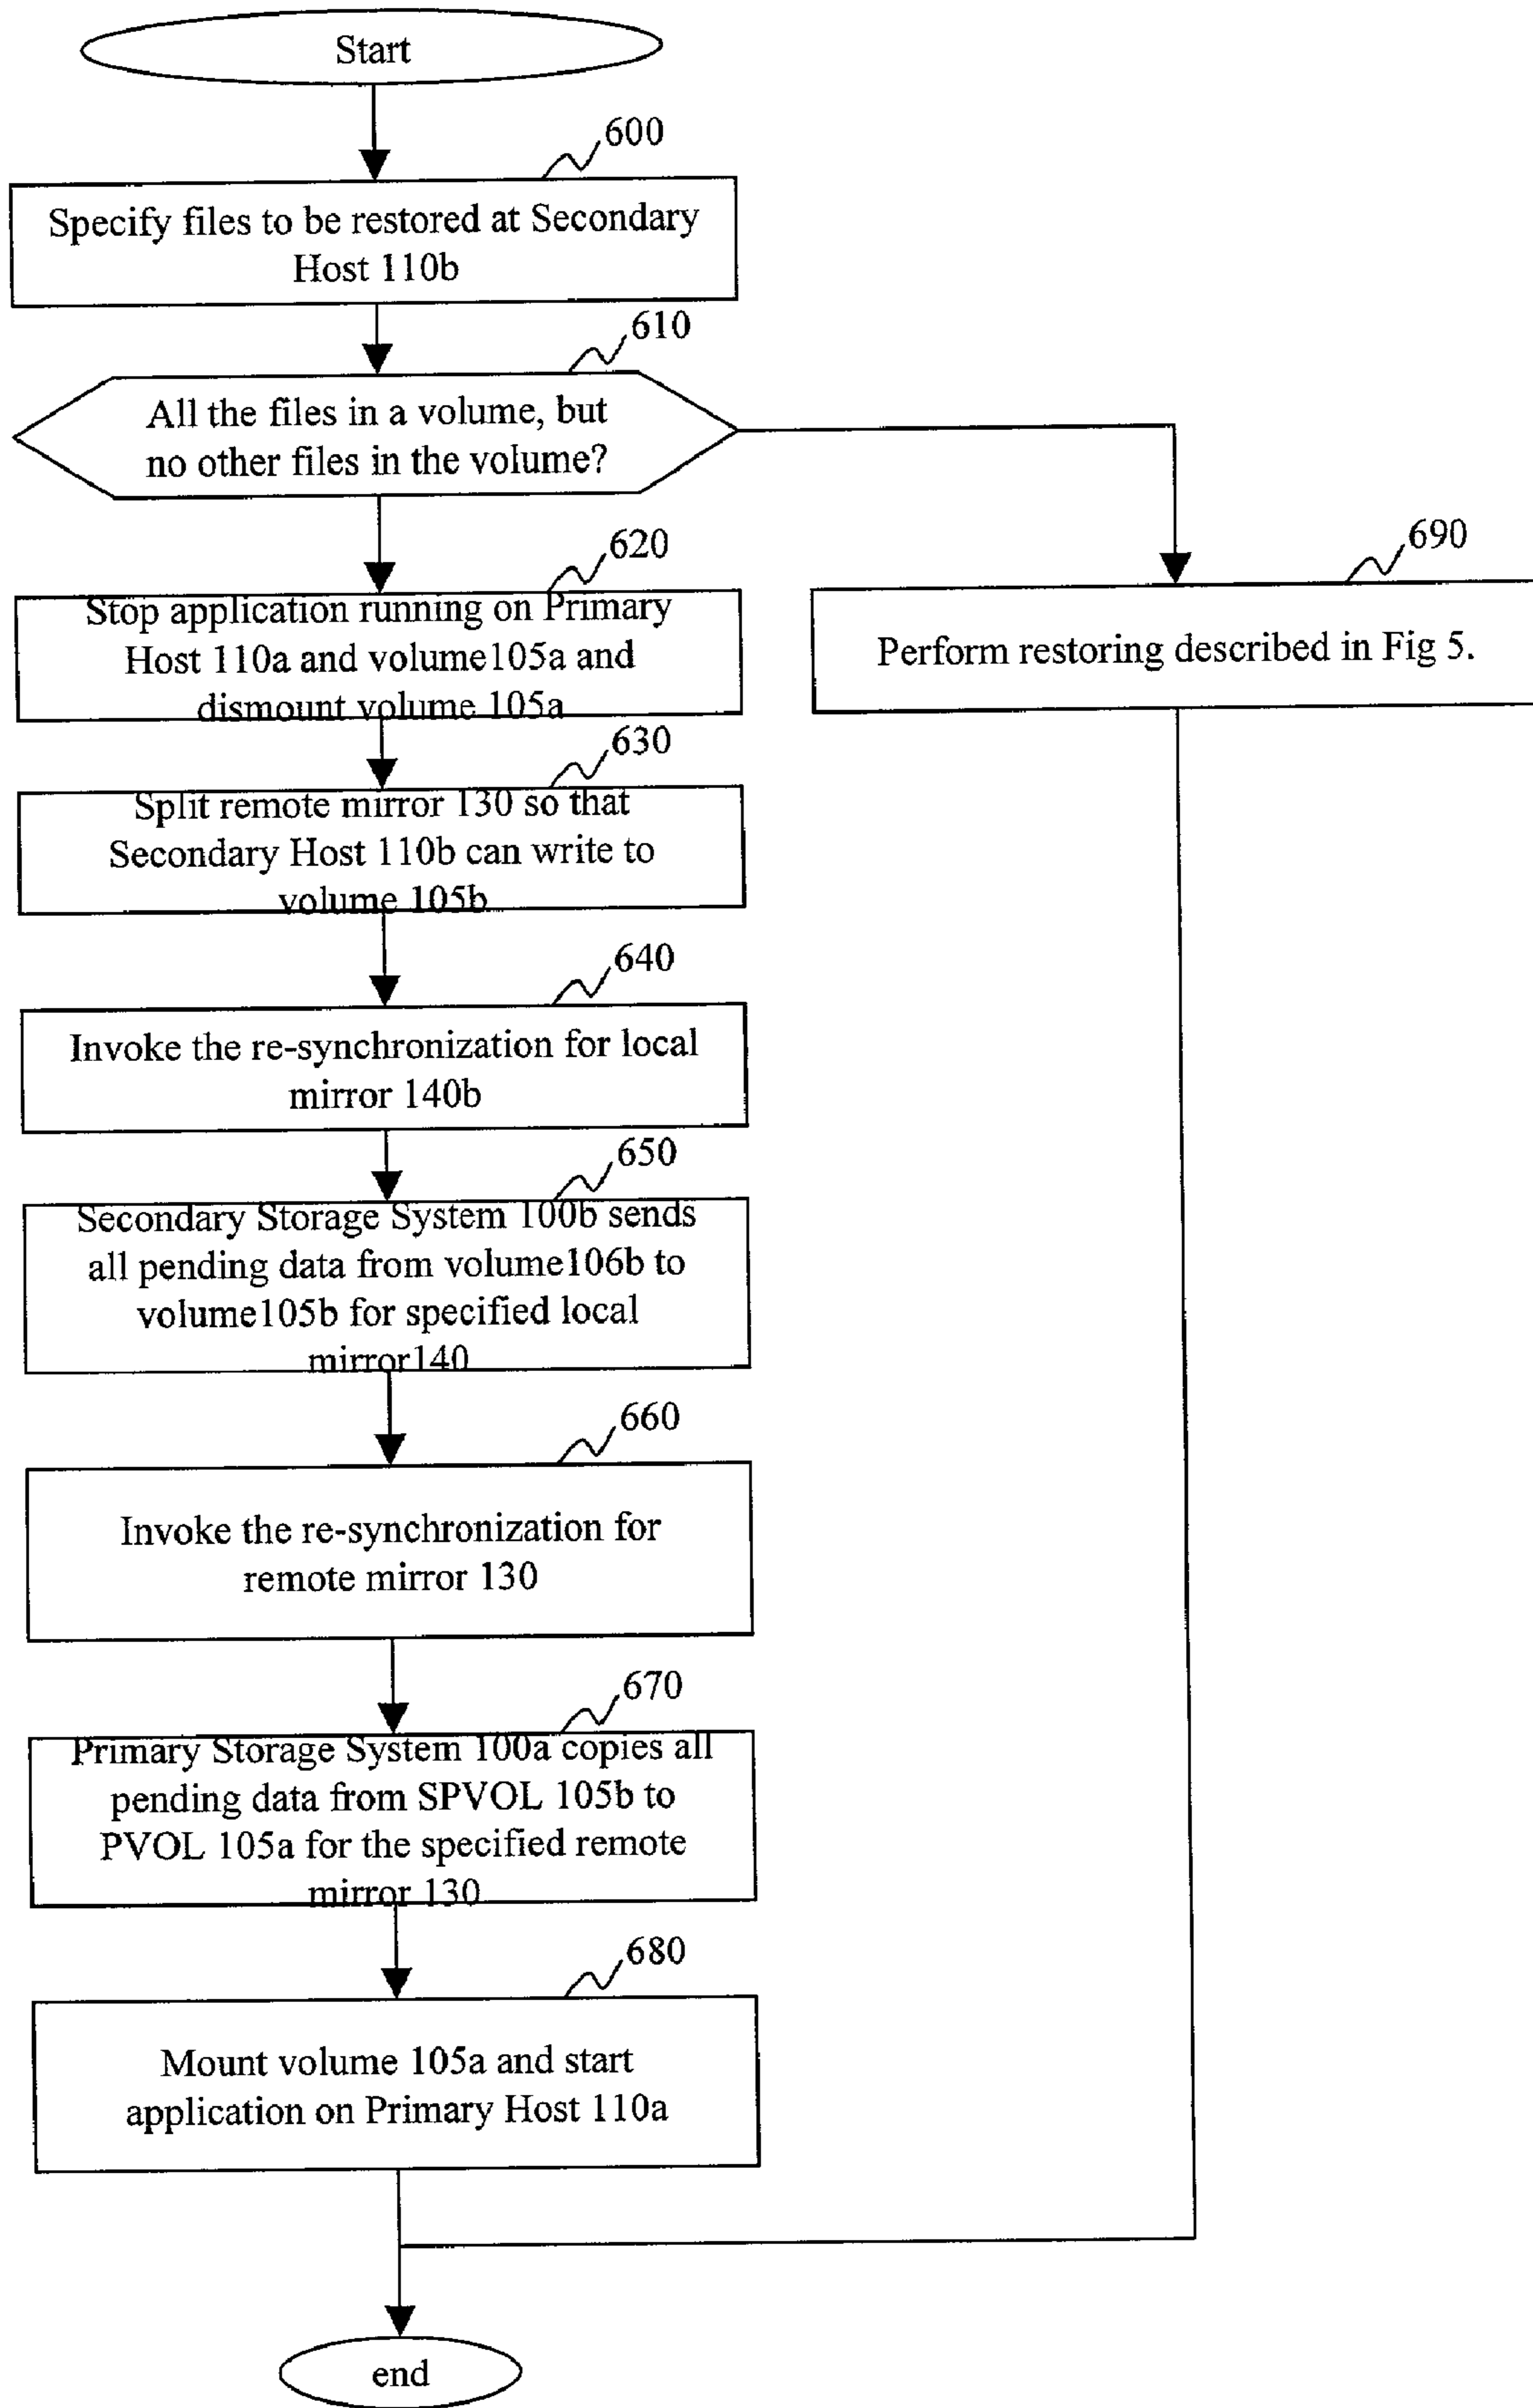 Start
600
Specify files to be restored at Secondary
Host 110b
610
All the files in a volume, but
no other files in the volume?
620
Stop application running on Primary
Host 110a and volume105a and
dismount volume 105a
690
Perform restoring described in Fig 5.
630
Split remote mirror 130 so that
Secondary Host 110b can write to
volume 105b
640
Invoke the re-synchronization for local
mirror 140b
650
Secondary Storage System 100b sends
all pending data from volume106b to
volume105b for specified local
mirror140
660
Invoke the re-synchronization for
remote mirror 130
670
Primary Storage System 100a copies all
pending data from SPVOL 105b to
PVOL 105a for the specified remote
mirror 130
680
Mount volume 105a and start
application on Primary Host 110a
end